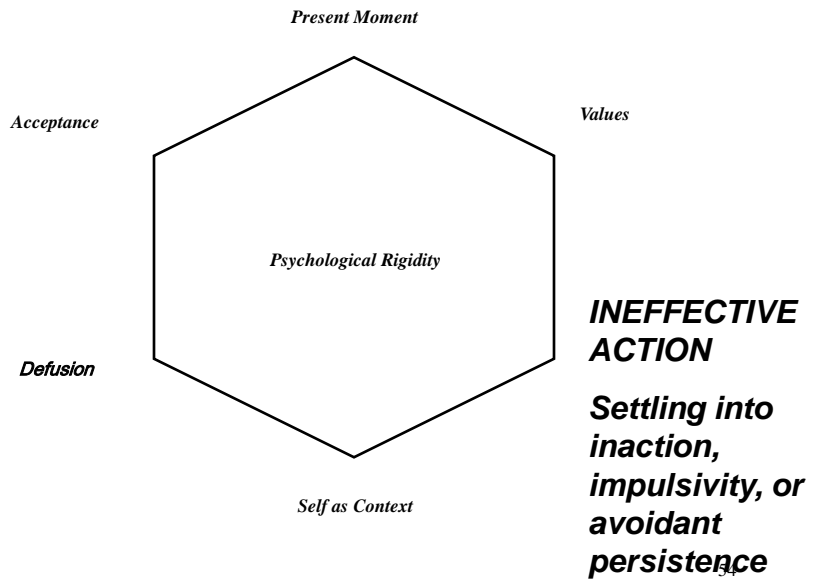 Present Moment
Acceptance
Values
Psychological Rigidity
Defusion
INEFFECTIVE
ACTION
Settling into
inaction,
impulsivity, or
avoidant
persistence
Self as Context
54